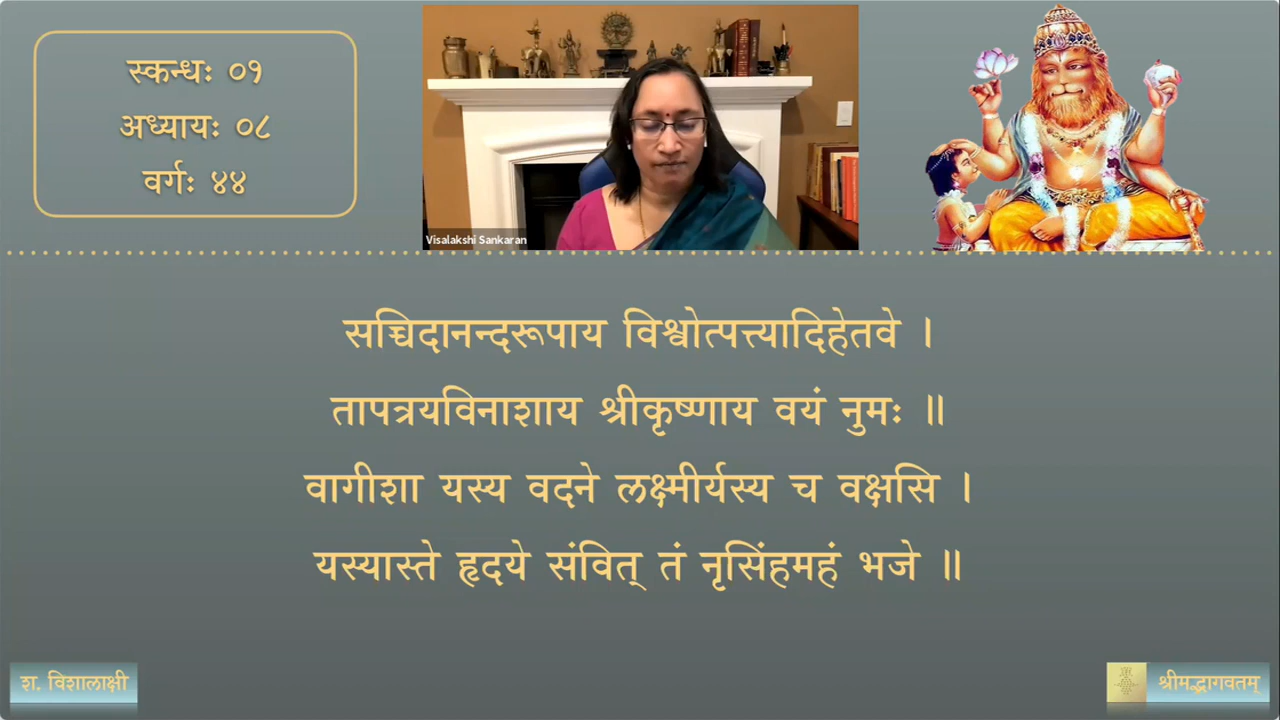 स्कन्धः ०१
अध्यायः ०८
वर्गः ४४
Visalakshi Sankaran
सच्चिदानन्दरूपाय विश्वोत्पत्त्यादिहेतवे ।
तापत्रयविनाशाय श्रीकृष्णाय वयं नुमः ॥
वागीशा यस्य वदने लक्ष्मीर्यस्य च वक्षसि ।
यस्यास्ते हृदये संवित् तं नृसिंहमहं भजे ॥
श. विशालाक्षी
श्रीमद्भागवतम्